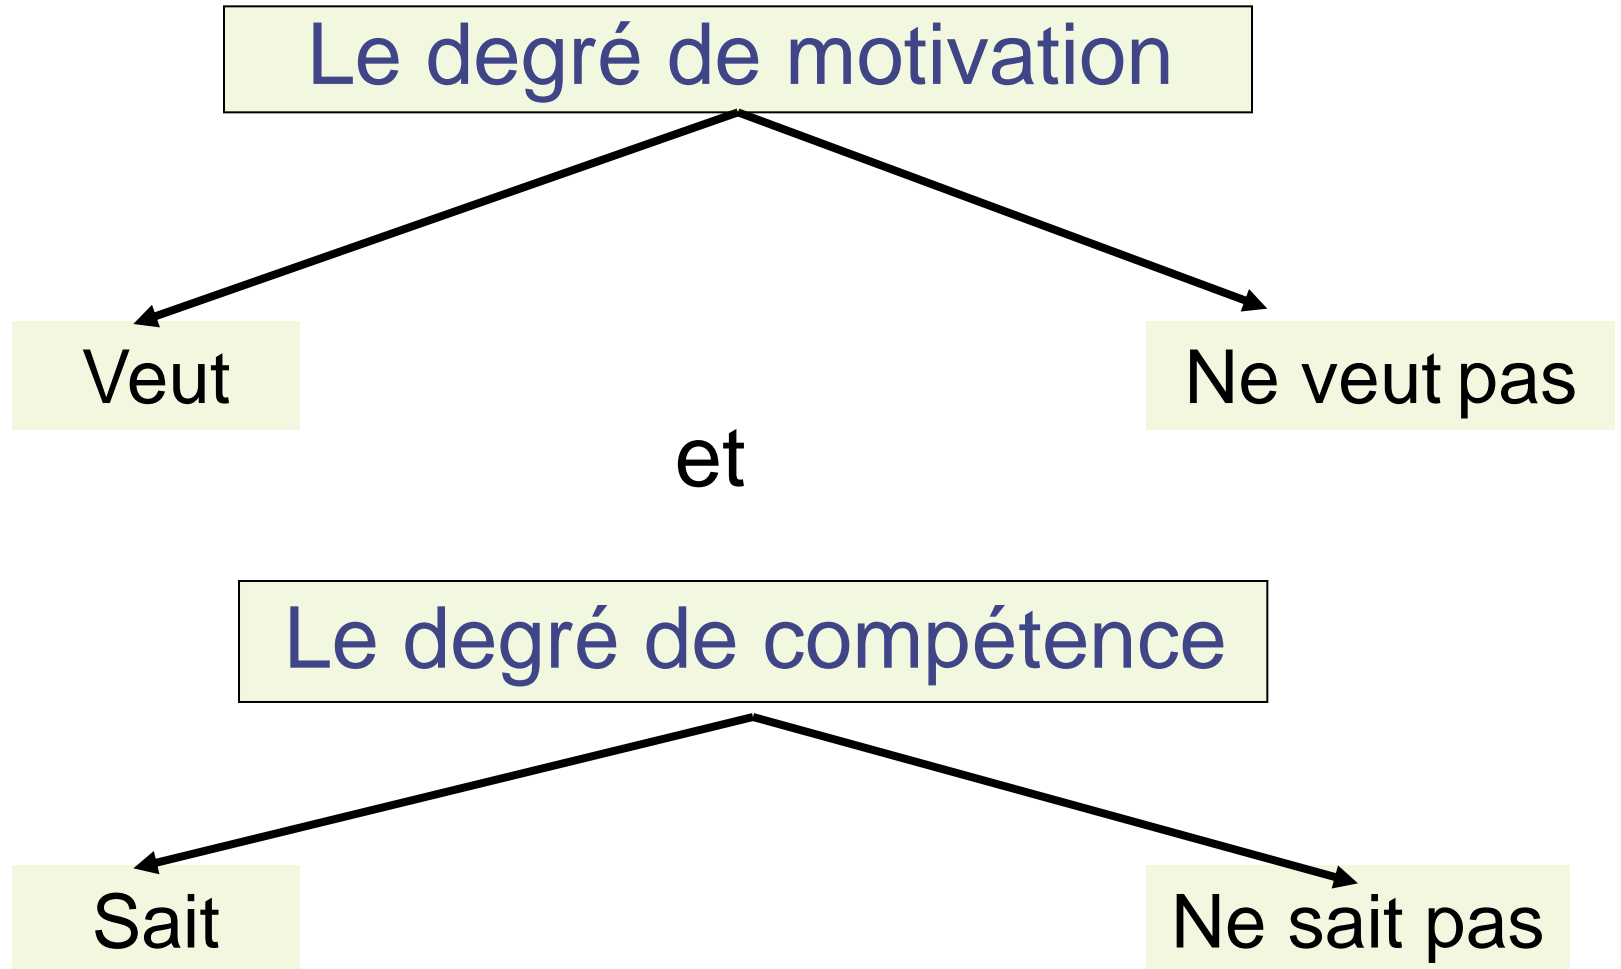 Le degré de motivation
Veut
Ne veut pas
et
Le degré de compétence
Sait
Ne sait pas